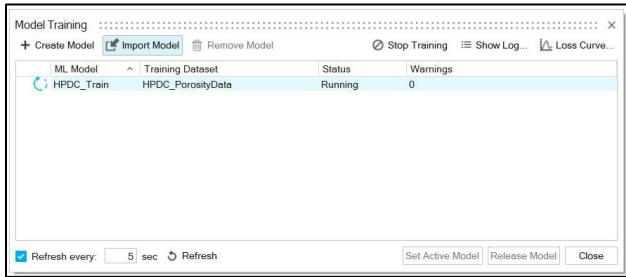 Model Training
Create Model Import Model Remove Model Stop Training Show Log... Loss Curve...
ML Model Training Dataset Status Warnings
HPDC_Train HPDC_PorosityData Running 0
Refresh every: 5 sec Refresh Set Active Model Release Model Close